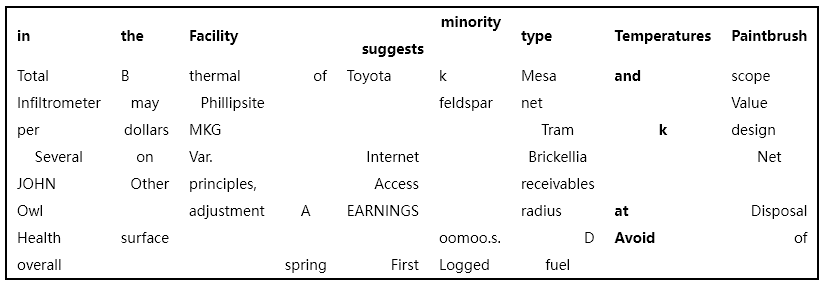 in the Facility suggests minority type Temperatures Paintbrush
Total B thermal of Toyota k Mesa and scope
Infiltrometer may Phillipsite feldspar net Value
per dollars MKG Tram k design
Several on Var. Internet Brickellia Net
JOHN Other principles, Access receivables
Owl adjustment A EARNINGS radius at Disposal
Health surface oomoo.s. D Avoid of
overall spring First Logged fuel